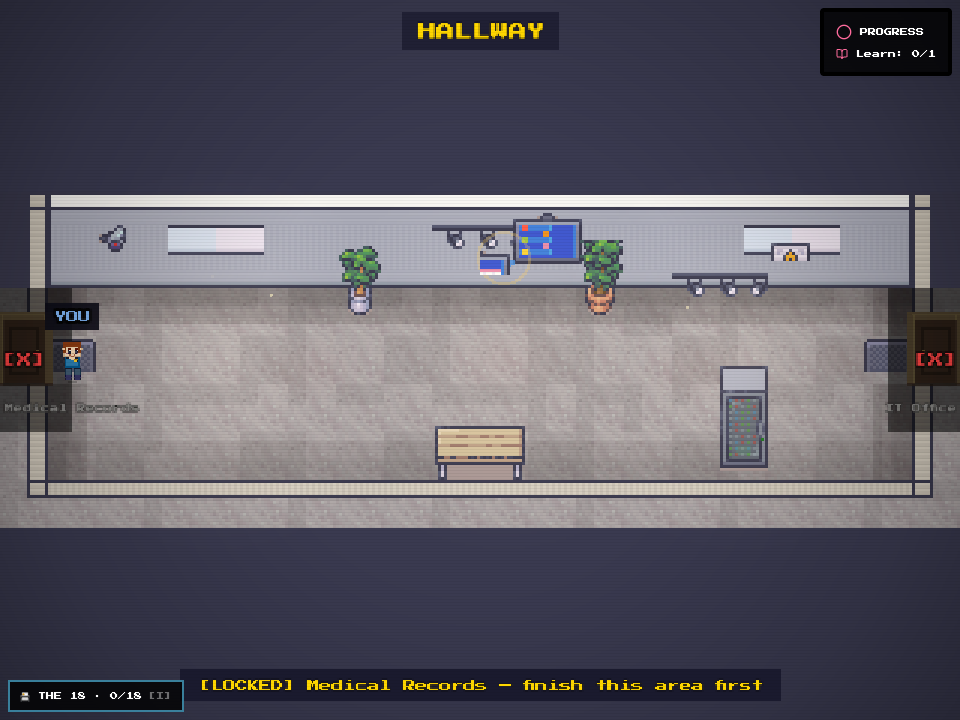 HALLWAY
PROGRESS
Learn: 0/1
YOU
[X]
[X]
Medical Records
IT Office
[LOCKED] Medical Records — finish this area first
THE 18 · 0/18 [I]